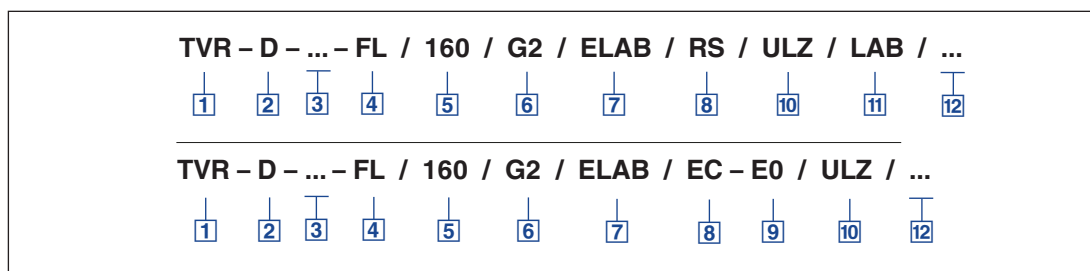 TVR – D – ... – FL / 160 / G2 / ELAB / RS / ULZ / LAB / ...
1 2 3 4 5 6 7 8 10 11 12
TVR – D – ... – FL / 160 / G2 / ELAB / EC – E0 / ULZ / ...
1 2 3 4 5 6 7 8 9 10 12